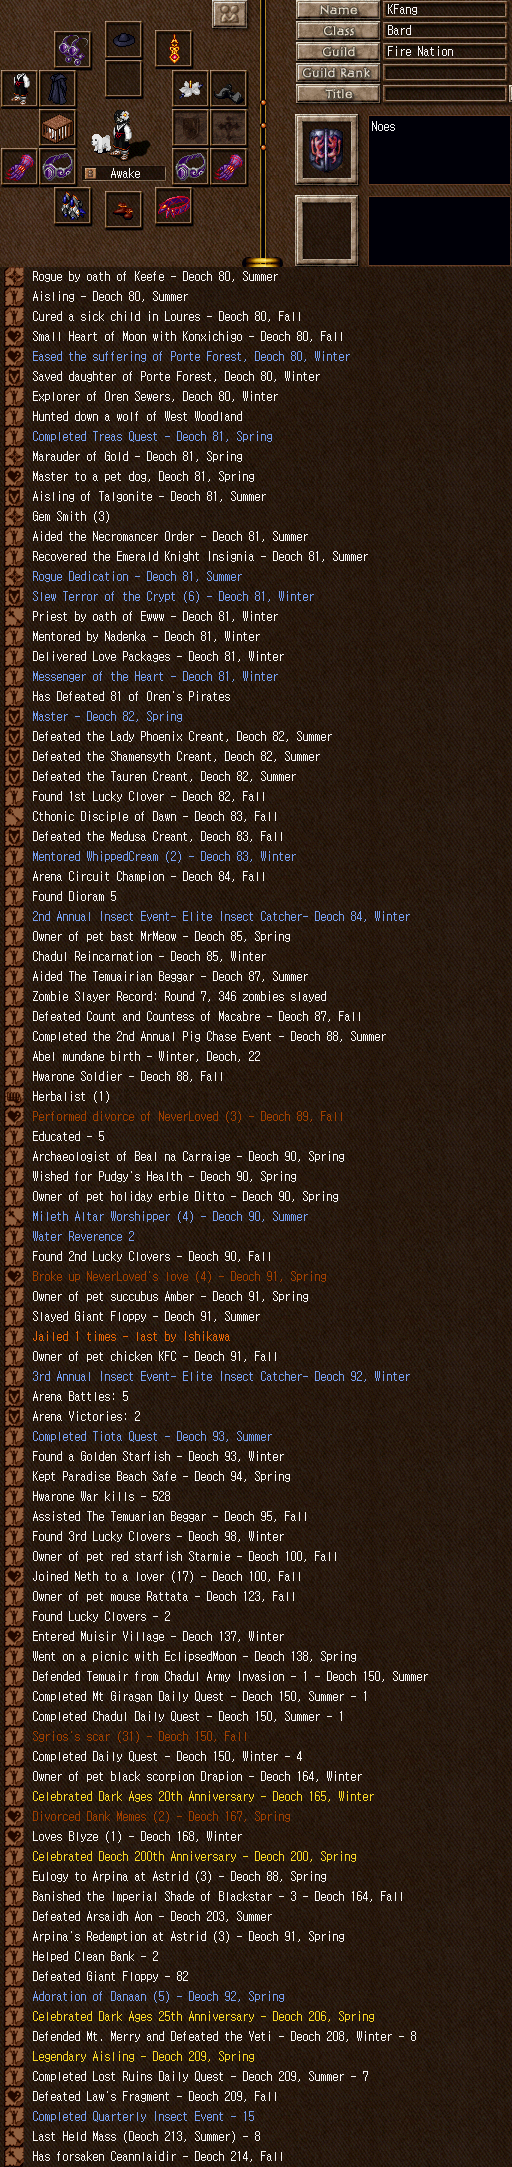 Name KFang
Class Bard
Guild Fire Nation
Guild Rank
Title
Noes
Awake
Rogue by oath of Keefe - Deoch 80, Summer
Aisling - Deoch 80, Summer
Cured a sick child in Loures - Deoch 80, Fall
Small Heart of Moon with Konxichigo - Deoch 80, Fall
Eased the suffering of Porte Forest, Deoch 80, Winter
Saved daughter of Porte Forest, Deoch 80, Winter
Explorer of Oren Sewers, Deoch 80, Winter
Hunted down a wolf of West Woodland
Completed Treas Quest - Deoch 81, Spring
Marauder of Gold - Deoch 81, Spring
Master to a pet dog, Deoch 81, Spring
Aisling of Talgonite - Deoch 81, Summer
Gem Smith (3)
Aided the Necromancer Order - Deoch 81, Summer
Recovered the Emerald Knight Insignia - Deoch 81, Summer
Rogue Dedication - Deoch 81, Summer
Slew Terror of the Crypt (6) - Deoch 81, Winter
Priest by oath of Ewww - Deoch 81, Winter
Mentored by Nadenka - Deoch 81, Winter
Delivered Love Packages - Deoch 81, Winter
Messenger of the Heart - Deoch 81, Winter
Has Defeated 81 of Oren's Pirates
Master - Deoch 82, Spring
Defeated the Lady Phoenix Creant, Deoch 82, Summer
Defeated the Shamensyth Creant, Deoch 82, Summer
Defeated the Tauren Creant, Deoch 82, Summer
Found 1st Lucky Clover - Deoch 82, Fall
Cthonic Disciple of Dawn - Deoch 83, Fall
Defeated the Medusa Creant, Deoch 83, Fall
Mentored WhippedCream (2) - Deoch 83, Winter
Arena Circuit Champion - Deoch 84, Fall
Found Dioram 5
2nd Annual Insect Event- Elite Insect Catcher- Deoch 84, Winter
Owner of pet bast MrMeow - Deoch 85, Spring
Chadul Reincarnation - Deoch 85, Winter
Aided The Temuairian Beggar - Deoch 87, Summer
Zombie Slayer Record: Round 7, 346 zombies slayed
Defeated Count and Countess of Macabre - Deoch 87, Fall
Completed the 2nd Annual Pig Chase Event - Deoch 88, Summer
Abel mundane birth - Winter, Deoch, 22
Hwarone Soldier - Deoch 88, Fall
Herbalist (1)
Performed divorce of NeverLoved (3) - Deoch 89, Fall
Educated - 5
Archaeologist of Beal na Carraige - Deoch 90, Spring
Wished for Pudgy's Health - Deoch 90, Spring
Owner of pet holiday erbie Ditto - Deoch 90, Spring
Mileth Altar Worshipper (4) - Deoch 90, Summer
Water Reverence 2
Found 2nd Lucky Clovers - Deoch 90, Fall
Broke up NeverLoved's love (4) - Deoch 91, Spring
Owner of pet succubus Amber - Deoch 91, Spring
Slayed Giant Floppy - Deoch 91, Summer
Jailed 1 times - last by Ishikawa
Owner of pet chicken KFC - Deoch 91, Fall
3rd Annual Insect Event- Elite Insect Catcher- Deoch 92, Winter
Arena Battles: 5
Arena Victories: 2
Completed Tiota Quest - Deoch 93, Summer
Found a Golden Starfish - Deoch 93, Winter
Kept Paradise Beach Safe - Deoch 94, Spring
Hwarone War kills - 528
Assisted The Temuarian Beggar - Deoch 95, Fall
Found 3rd Lucky Clovers - Deoch 98, Winter
Owner of pet red starfish Starmie - Deoch 100, Fall
Joined Neth to a lover (17) - Deoch 100, Fall
Owner of pet mouse Rattata - Deoch 123, Fall
Found Lucky Clovers - 2
Entered Muisir Village - Deoch 137, Winter
Went on a picnic with EclipsedMoon - Deoch 138, Spring
Defended Temuair from Chadul Army Invasion - 1 - Deoch 150, Summer
Completed Mt Giragan Daily Quest - Deoch 150, Summer - 1
Completed Chadul Daily Quest - Deoch 150, Summer - 1
Sgrios's scar (31) - Deoch 150, Fall
Completed Daily Quest - Deoch 150, Winter - 4
Owner of pet black scorpion Drapion - Deoch 164, Winter
Celebrated Dark Ages 20th Anniversary - Deoch 165, Winter
Divorced Dank Memes (2) - Deoch 167, Spring
Loves Blyze (1) - Deoch 168, Winter
Celebrated Deoch 200th Anniversary - Deoch 200, Spring
Eulogy to Arpina at Astrid (3) - Deoch 88, Spring
Banished the Imperial Shade of Blackstar - 3 - Deoch 164, Fall
Defeated Arsaidh Aon - Deoch 203, Summer
Arpina's Redemption at Astrid (3) - Deoch 91, Spring
Helped Clean Bank - 2
Defeated Giant Floppy - 82
Adoration of Danaan (5) - Deoch 92, Spring
Celebrated Dark Ages 25th Anniversary - Deoch 206, Spring
Defended Mt. Merry and Defeated the Yeti - Deoch 208, Winter - 8
Legendary Aisling - Deoch 209, Spring
Completed Lost Ruins Daily Quest - Deoch 209, Summer - 7
Defeated Law's Fragment - Deoch 209, Fall
Completed Quarterly Insect Event - 15
Last Held Mass (Deoch 213, Summer) - 8
Has forsaken Ceannlaidir - Deoch 214, Fall